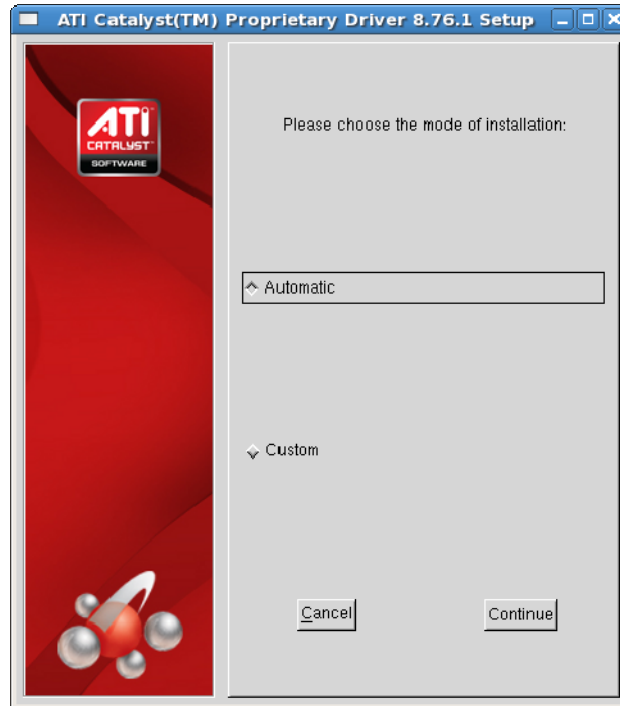 ATI Catalyst(TM) Proprietary Driver 8.76.1 Setup
ATI
CATALYST™
SOFTWARE
Please choose the mode of installation:
Automatic
Custom
Cancel
Continue